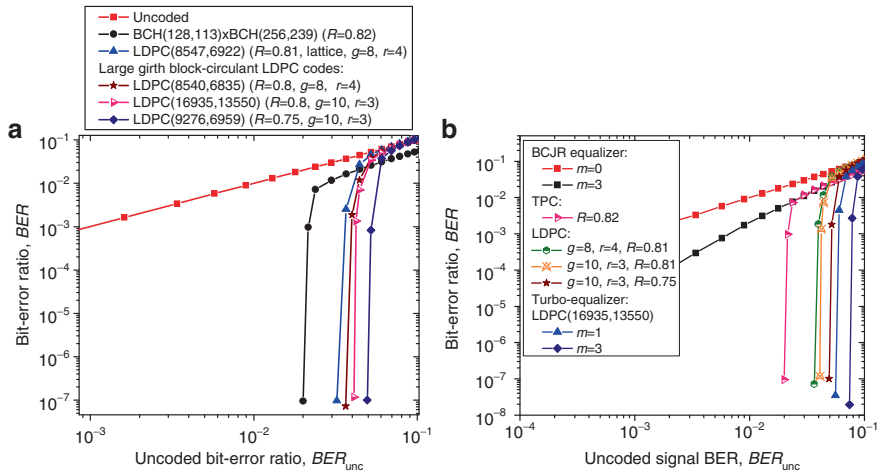 Uncoded
BCH(128,113)xBCH(256,239) (R=0.82)
LDPC(8547,6922) (R=0.81, lattice, g=8, r=4)
Large girth block-circulant LDPC codes:
LDPC(8540,6835) (R=0.8, g=8, r=4)
LDPC(16935,13550) (R=0.8, g=10, r=3)
LDPC(9276,6959) (R=0.75, g=10, r=3)
a
10⁻¹
10⁻²
10⁻³
10⁻⁴
10⁻⁵
10⁻⁶
10⁻⁷
Bit-error ratio, BER
10⁻³
10⁻²
10⁻¹
Uncoded bit-error ratio, BERunc
b
10⁰
10⁻¹
10⁻²
10⁻³
10⁻⁴
10⁻⁵
10⁻⁶
10⁻⁷
10⁻⁸
Bit-error ratio, BER
BCJR equalizer:
m=0
m=3
TPC:
R=0.82
LDPC:
g=8, r=4, R=0.81
g=10, r=3, R=0.81
g=10, r=3, R=0.75
Turbo-equalizer:
LDPC(16935,13550)
m=1
m=3
10⁻⁴
10⁻³
10⁻²
10⁻¹
Uncoded signal BER, BERunc